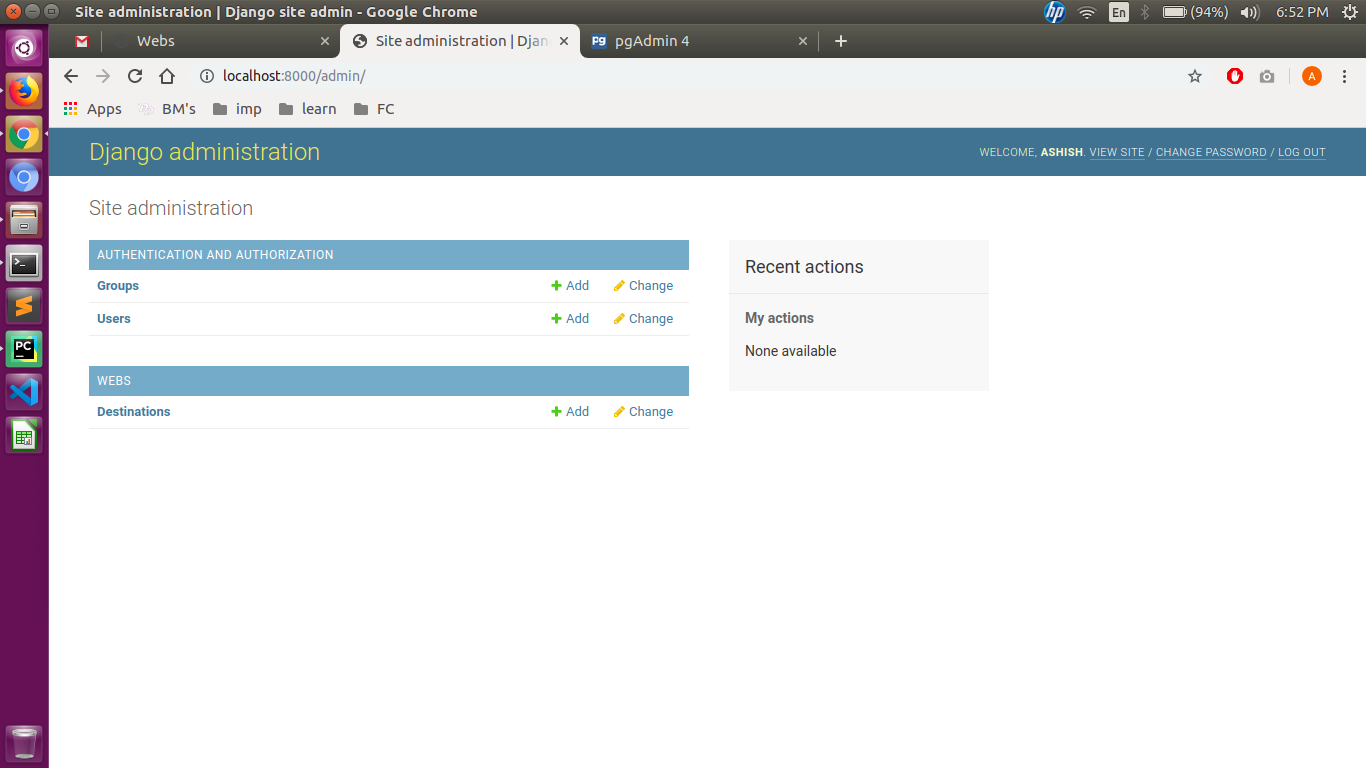 Site administration | Django site admin - Google Chrome
hp En (94%) 6:52 PM
Webs
Site administration | Djan
pg pgAdmin 4
localhost:8000/admin/
A
Apps BM's imp learn FC
Django administration
WELCOME, ASHISH. VIEW SITE / CHANGE PASSWORD / LOG OUT
Site administration
AUTHENTICATION AND AUTHORIZATION
Groups Add Change
Users Add Change
WEBS
Destinations Add Change
Recent actions
My actions
None available
PC